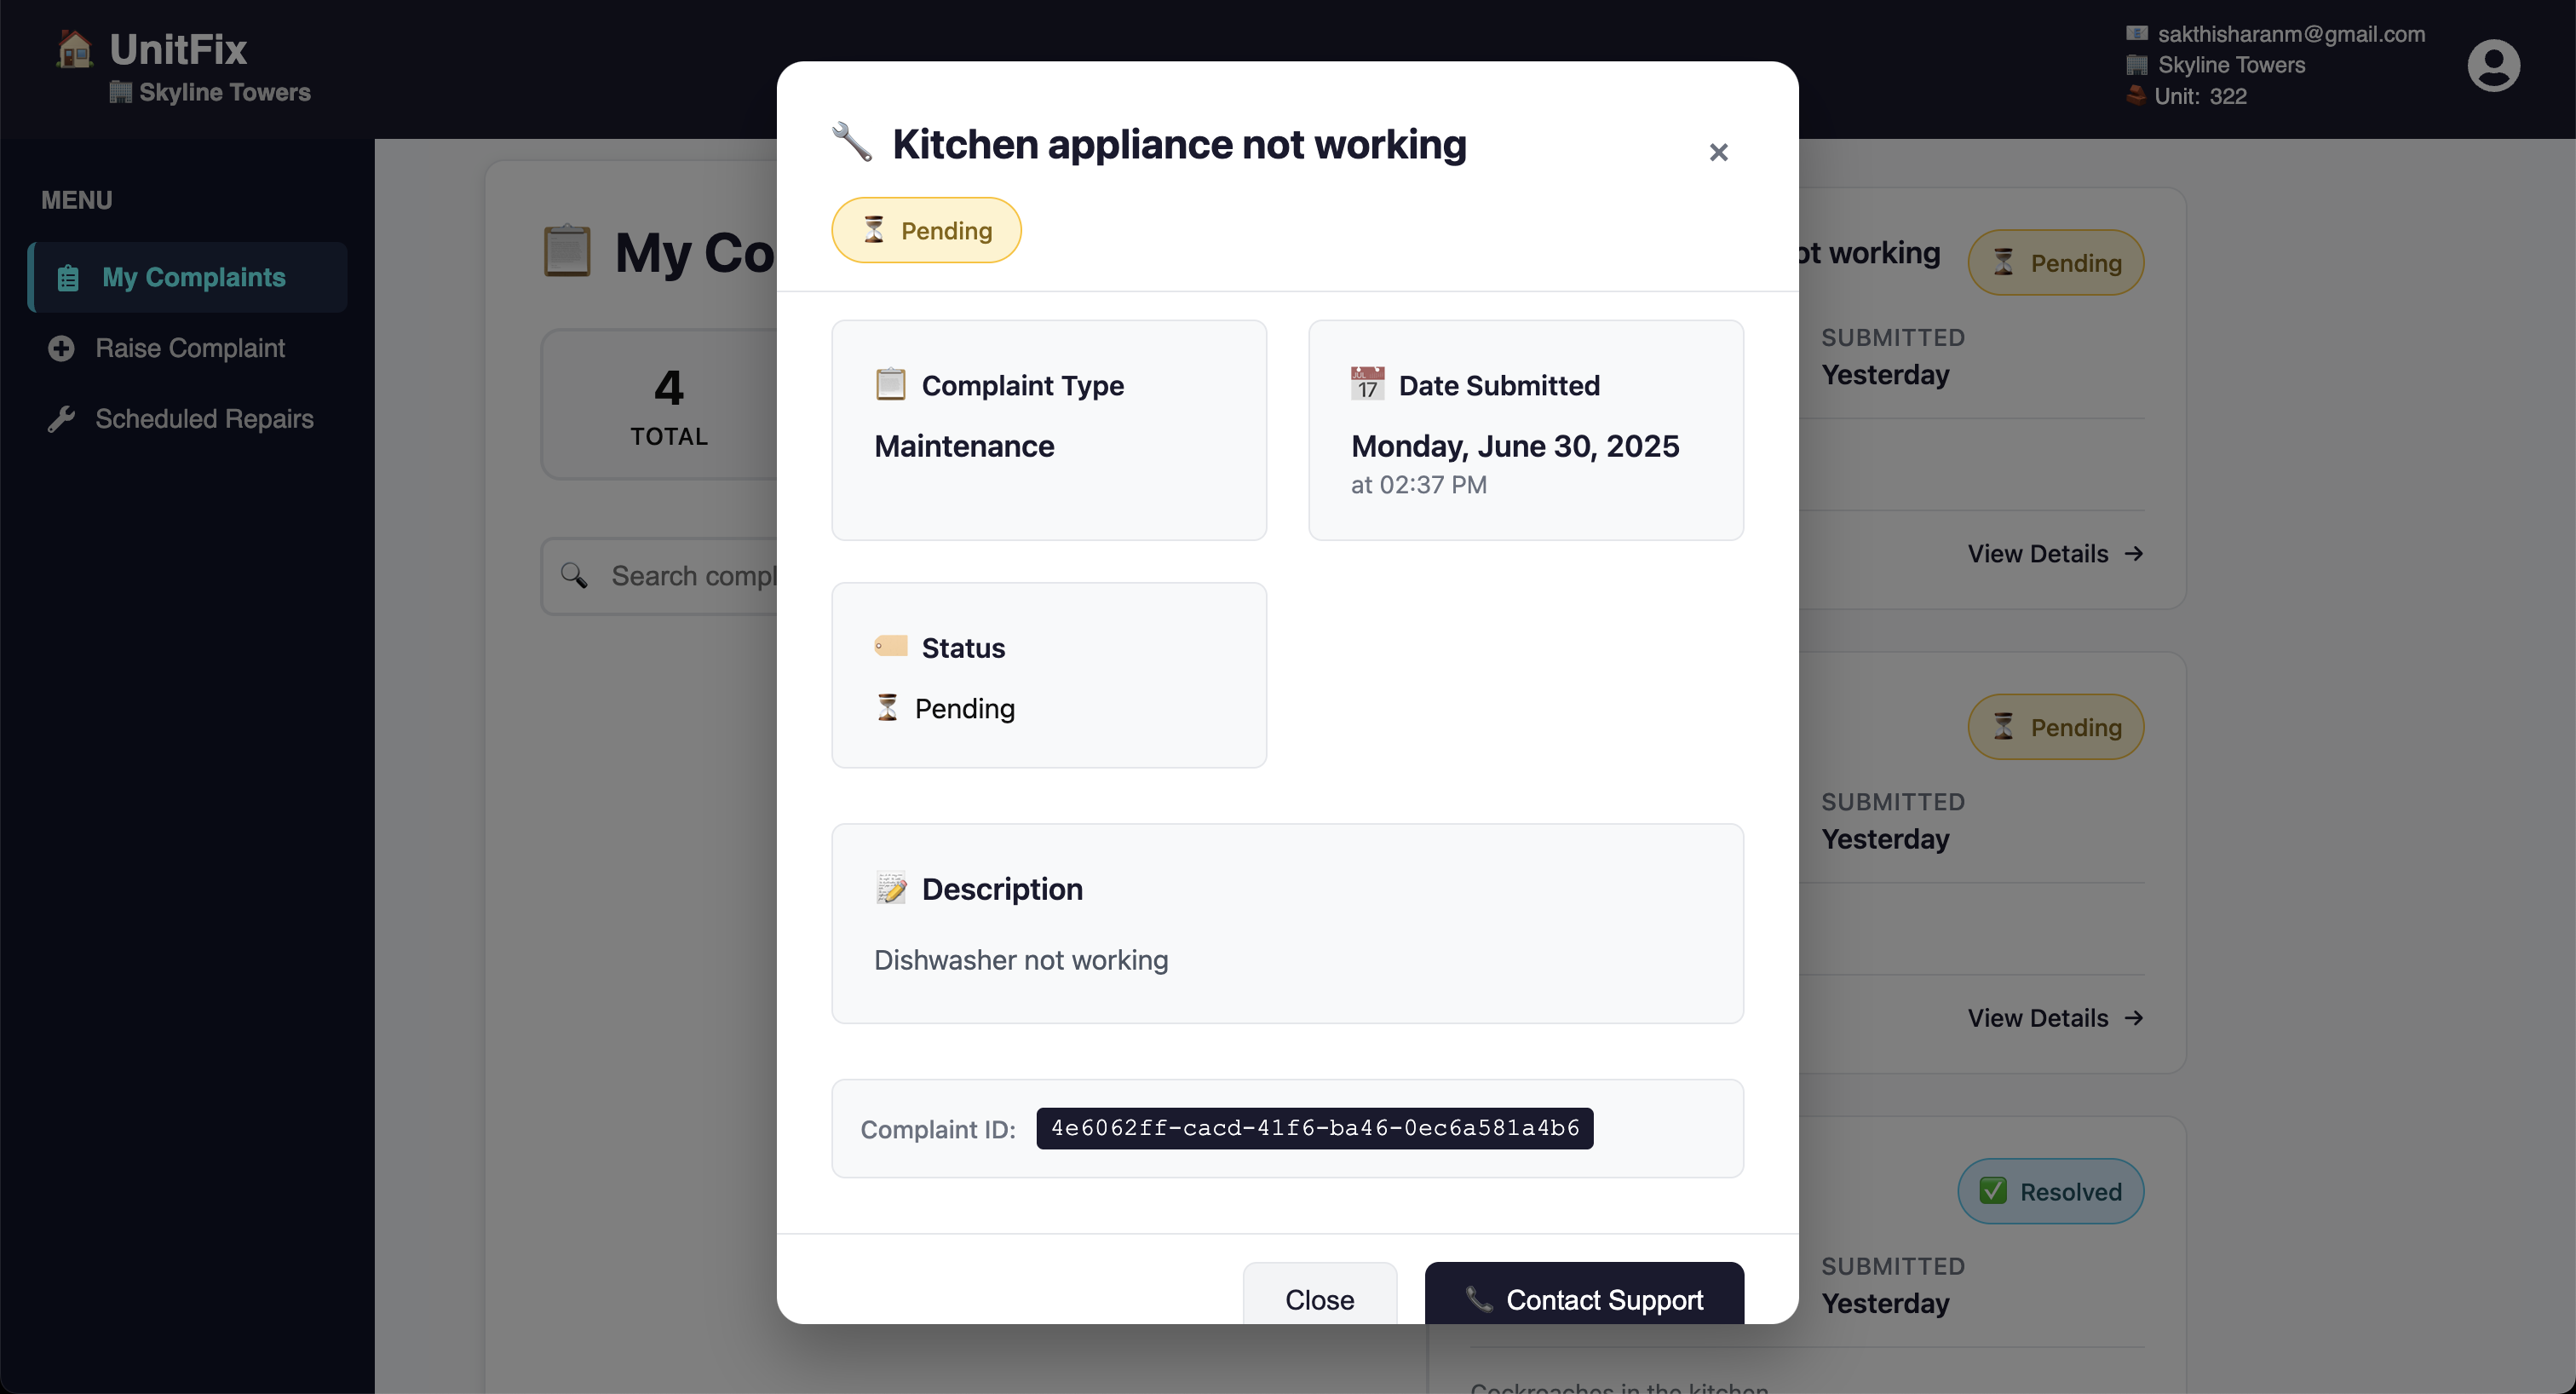 UnitFix
Skyline Towers
sakthisharanm@gmail.com
Skyline Towers
Unit: 322
MENU
My Complaints
Raise Complaint
Scheduled Repairs
My Co
4
TOTAL
Search compl
Kitchen appliance not working
×
Pending
Complaint Type
Maintenance
JUL
17
Date Submitted
Monday, June 30, 2025
at 02:37 PM
Status
Pending
Description
Dishwasher not working
Complaint ID: 4e6062ff-cacd-41f6-ba46-0ec6a581a4b6
Close
Contact Support
ot working
Pending
SUBMITTED
Yesterday
View Details →
Pending
SUBMITTED
Yesterday
View Details →
Resolved
SUBMITTED
Yesterday
Cockroaches in the kitchen